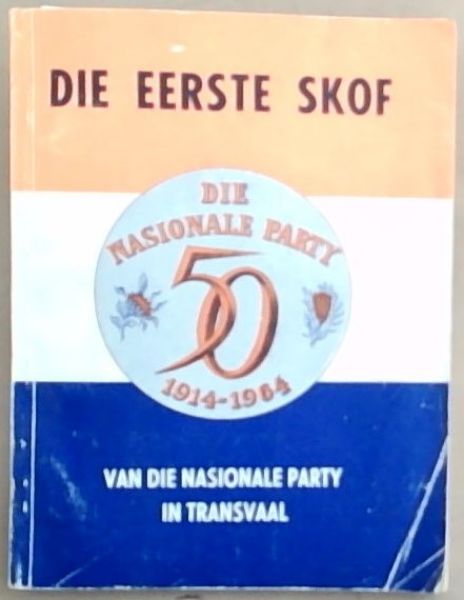 DIE EERSTE SKOF
DIE
NASIONALE PARTY
50
1914-1964
VAN DIE NASIONALE PARTY
IN TRANSVAAL